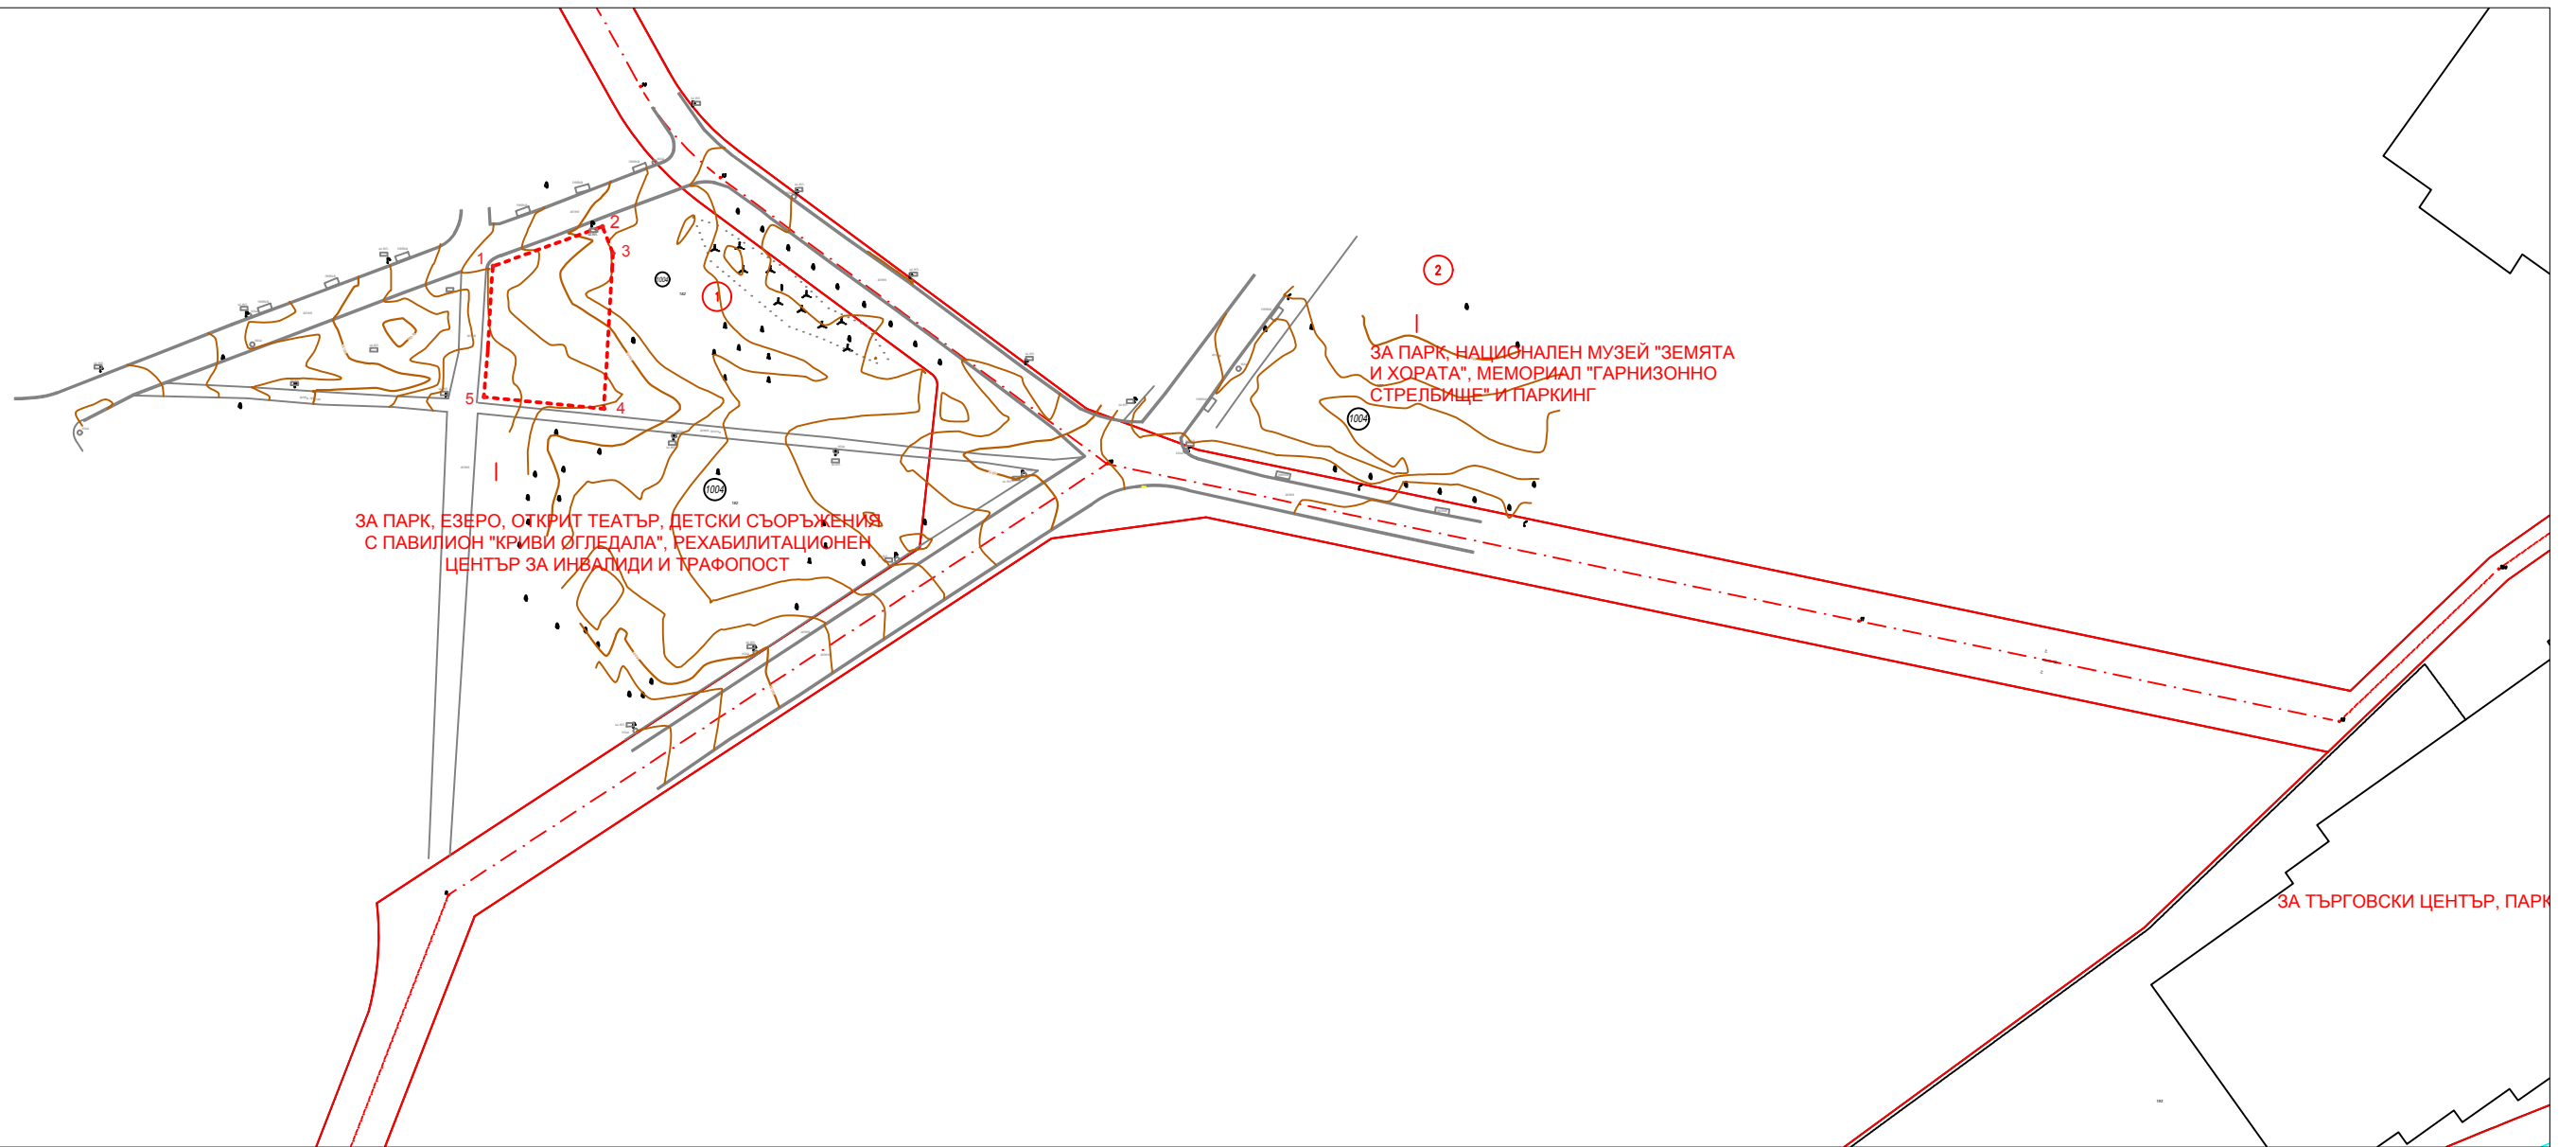 2
1
3
1004
1
2
I
ЗА ПАРК, НАЦИОНАЛЕН МУЗЕЙ "ЗЕМЯТА
И ХОРАТА", МЕМОРИАЛ "ГАРНИЗОННО
СТРЕЛБИЩЕ" И ПАРКИНГ
1004
5
4
I
1004
ЗА ПАРК, ЕЗЕРО, ОТКРИТ ТЕАТЪР, ДЕТСКИ СЪОРЪЖЕНИЯ
С ПАВИЛИОН "КРИВИ ОГЛЕДАЛА", РЕХАБИЛИТАЦИОНЕН
ЦЕНТЪР ЗА ИНВАЛИДИ И ТРАФОПОСТ
ЗА ТЪРГОВСКИ ЦЕНТЪР, ПАРК